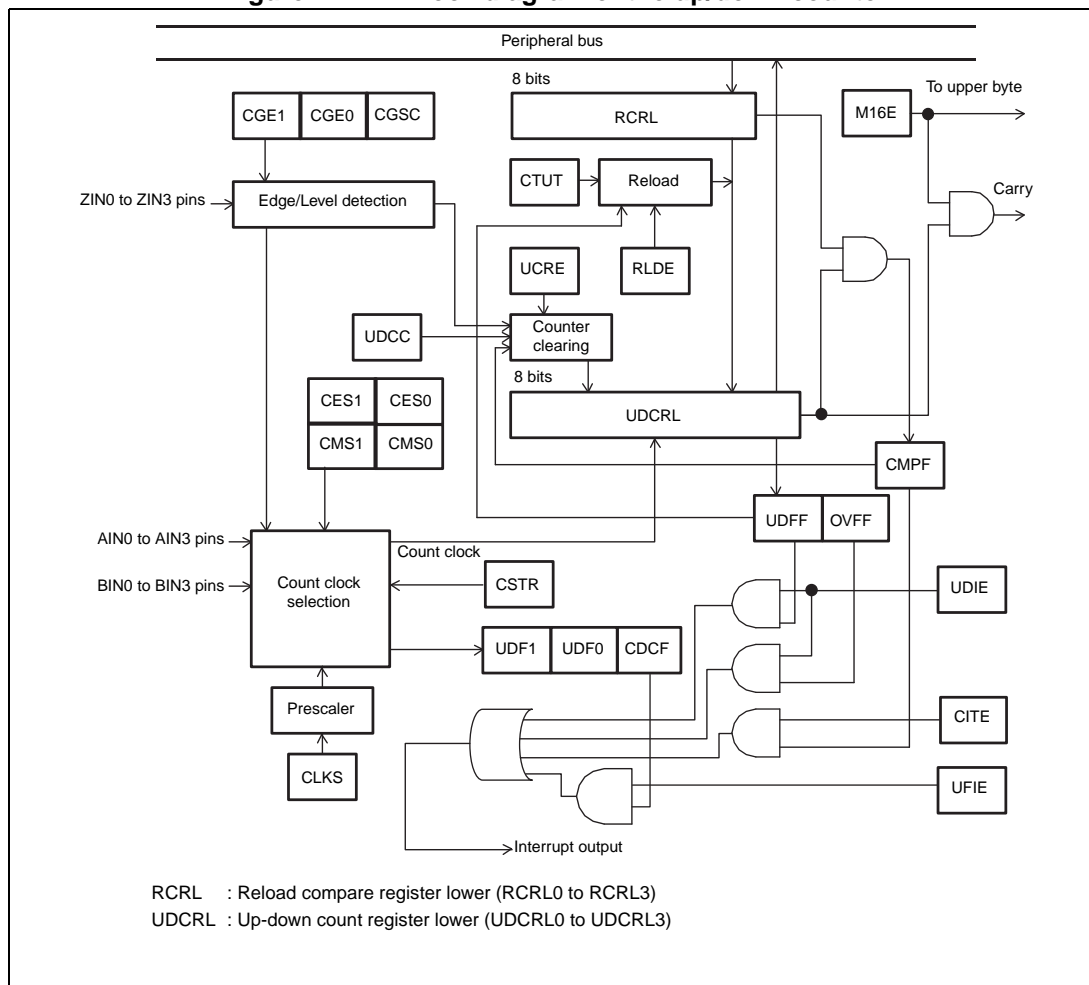 Peripheral bus
8 bits
CGE1 CGE0 CGSC
RCRL
M16E
To upper byte
CTUT
Reload
ZIN0 to ZIN3 pins
Edge/Level detection
Carry
UCRE
RLDE
UDCC
Counter
clearing
8 bits
CES1 CES0
UDCRL
CMS1 CMS0
CMPF
UDFF OVFF
AIN0 to AIN3 pins
Count clock
BIN0 to BIN3 pins
Count clock
selection
CSTR
UDIE
UDF1 UDF0 CDCF
Prescaler
CITE
CLKS
UFIE
Interrupt output
RCRL : Reload compare register lower (RCRL0 to RCRL3)
UDCRL : Up-down count register lower (UDCRL0 to UDCRL3)